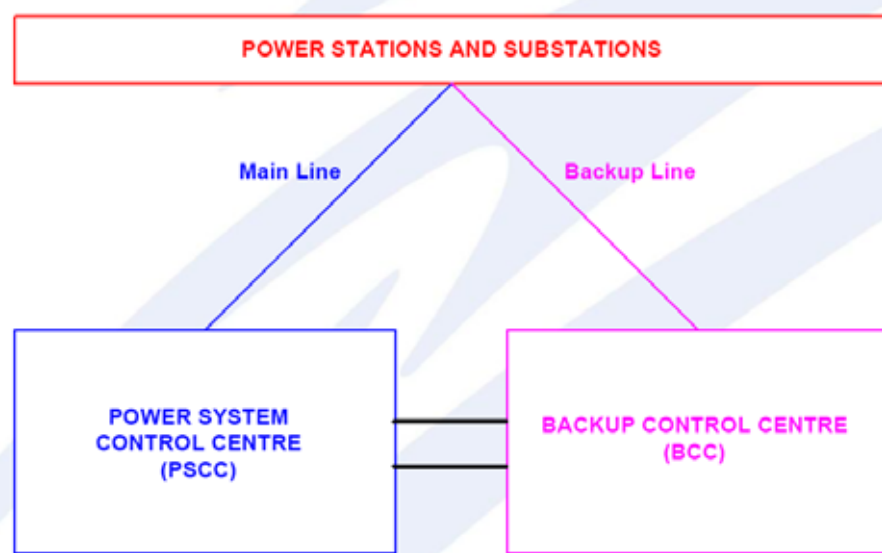 POWER STATIONS AND SUBSTATIONS
Main Line
Backup Line
POWER SYSTEM
CONTROL CENTRE
(PSCC)
BACKUP CONTROL CENTRE
(BCC)